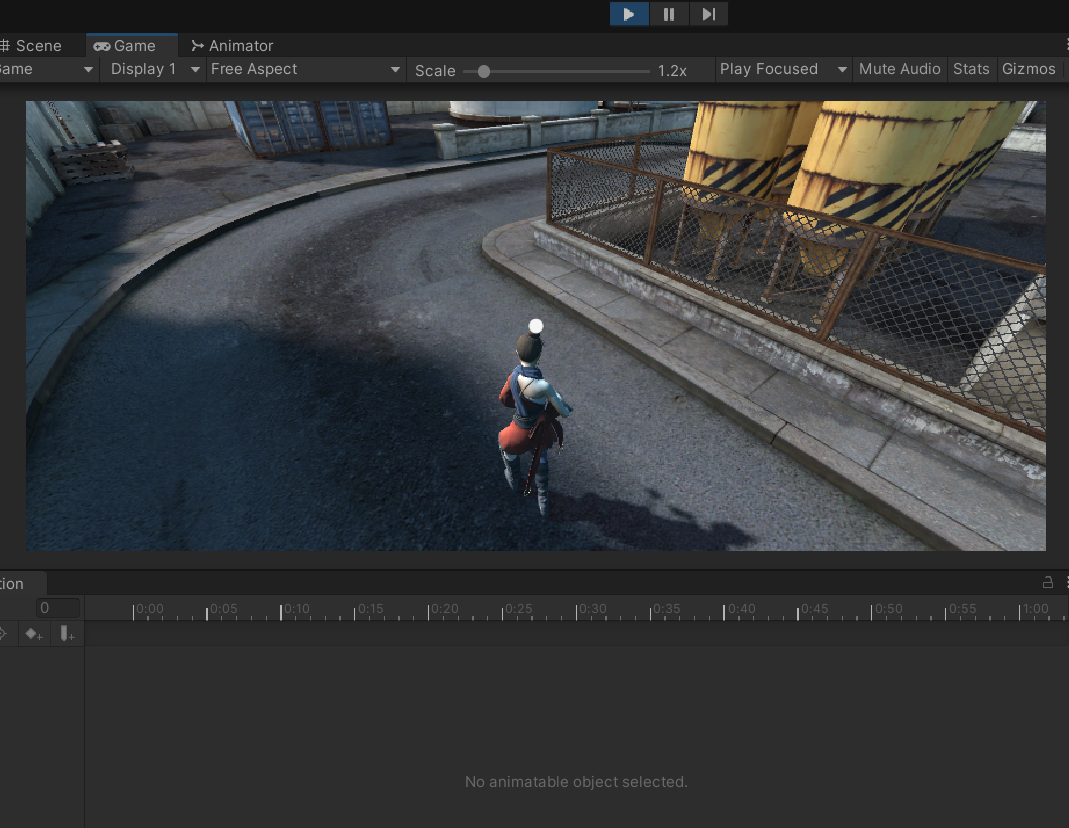 Scene Game Animator
ame Display 1 Free Aspect Scale 1.2x Play Focused Mute Audio Stats Gizmos
tion
0 0:00 0:05 0:10 0:15 0:20 0:25 0:30 0:35 0:40 0:45 0:50 0:55 1:00
No animatable object selected.